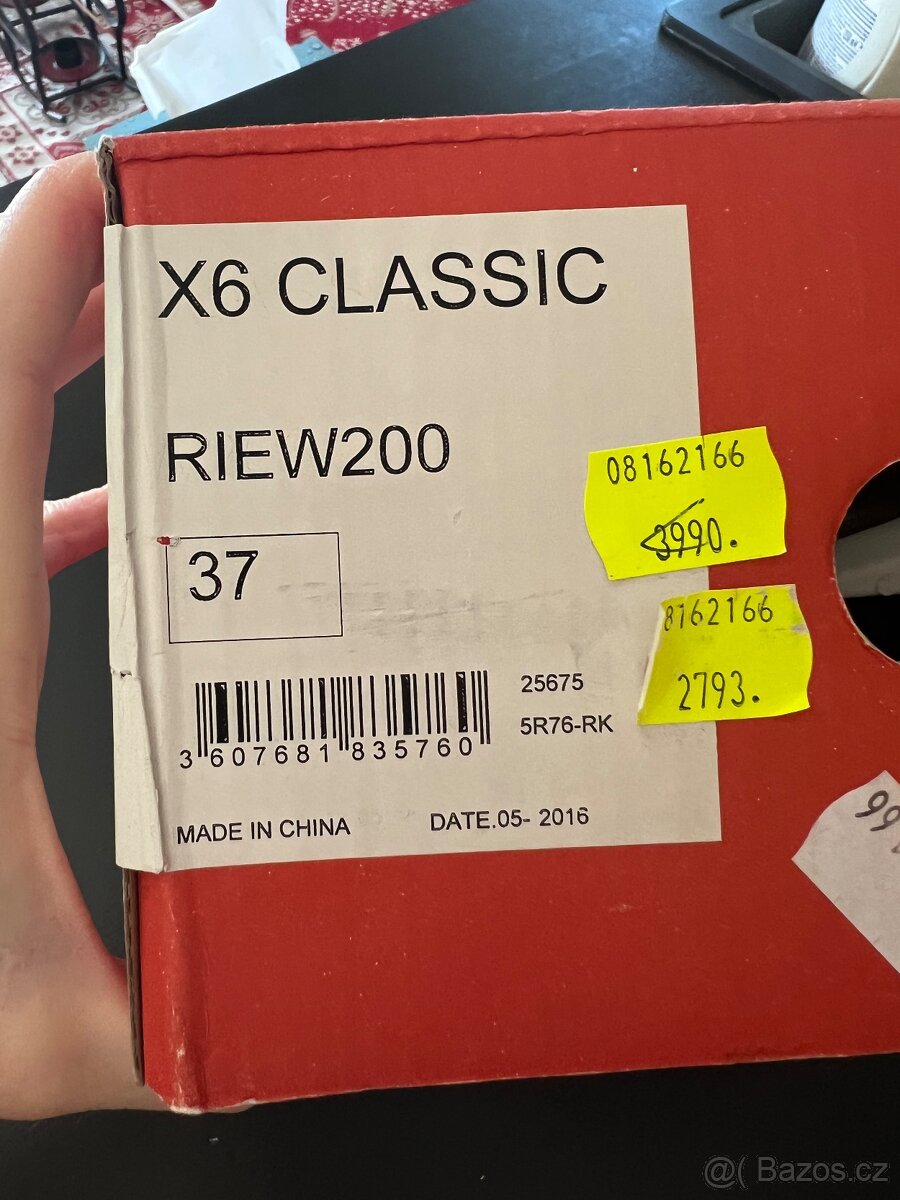 X6 CLASSIC
RIEW200
37
08162166
3990.
8162166
2793.
25675
5R76-RK
3 607681 835760
MADE IN CHINA
DATE.05- 2016
66
@( Bazos.cz